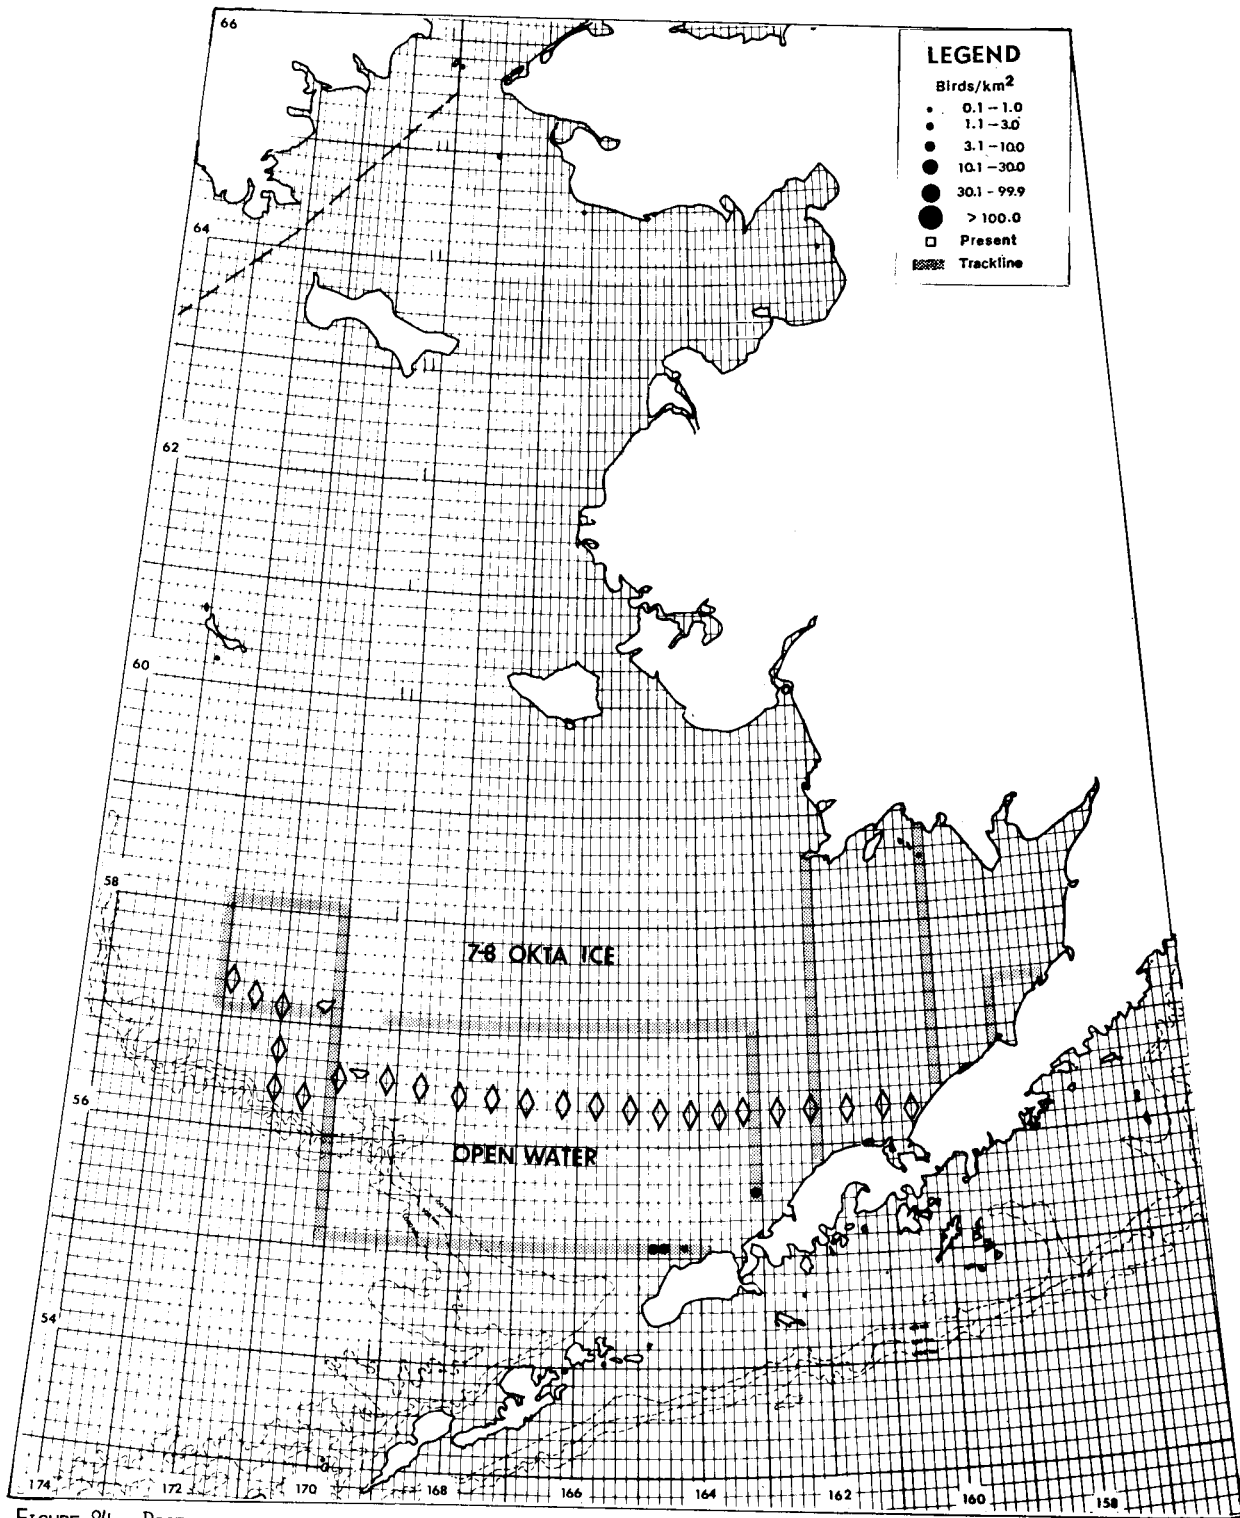 66
LEGEND
Birds/km²
0.1 – 1.0
1.1 – 3.0
3.1 – 10.0
10.1 – 30.0
30.1 - 99.9
> 100.0
Present
Trackline
64
62
60
58
7-8 OKTA ICE
56
OPEN WATER
54
174 172 170 168 166 164 162 160 158
FIGURE 94